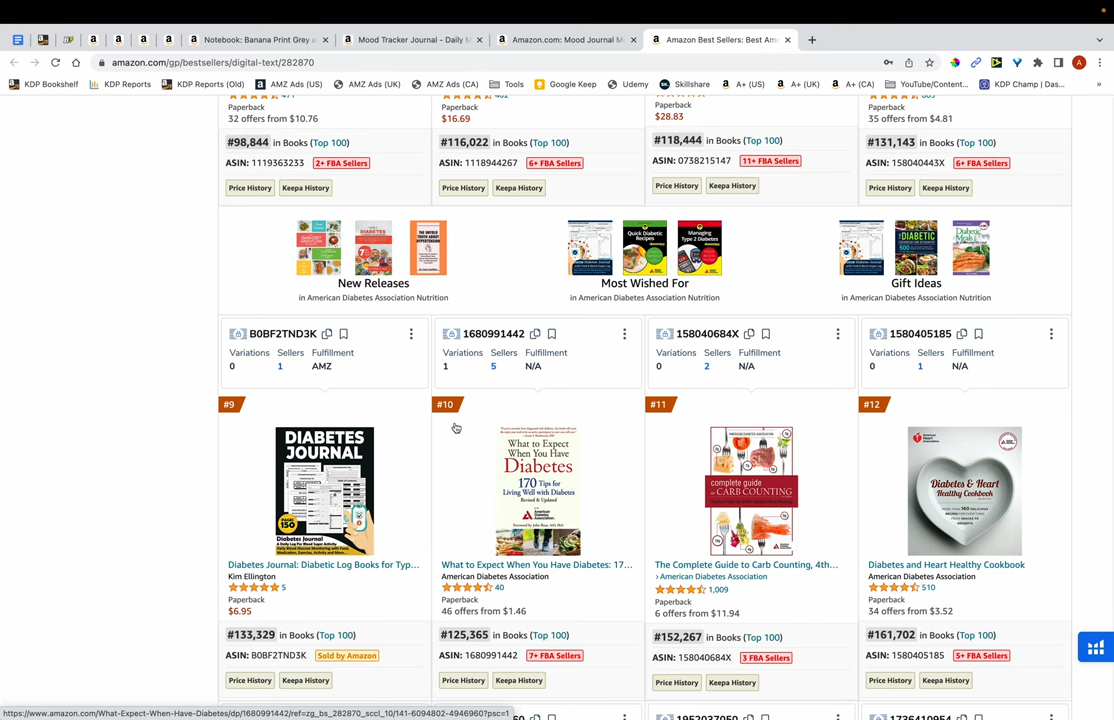 Notebook: Banana Print Grey a
Mood Tracker Journal - Daily M
Amazon.com: Mood Journal M
Amazon Best Sellers: Best Ame
amazon.com/gp/bestsellers/digital-text/282870
KDP Bookshelf
KDP Reports
KDP Reports (Old)
AMZ Ads (US)
AMZ Ads (UK)
AMZ Ads (CA)
Tools
Google Keep
Udemy
Skillshare
A+ (US)
A+ (UK)
A+ (CA)
YouTube/Content...
KDP Champ | Das...
Paperback
32 offers from $10.76
Paperback
$16.69
Paperback
$28.83
Paperback
35 offers from $4.81
#98,844 in Books (Top 100)
ASIN: 1119363233 2+ FBA Sellers
Price History Keepa History
#116,022 in Books (Top 100)
ASIN: 1118944267 6+ FBA Sellers
Price History Keepa History
#118,444 in Books (Top 100)
ASIN: 0738215147 11+ FBA Sellers
Price History Keepa History
#131,143 in Books (Top 100)
ASIN: 158040443X 6+ FBA Sellers
Price History Keepa History
New Releases
in American Diabetes Association Nutrition
Most Wished For
in American Diabetes Association Nutrition
Gift Ideas
in American Diabetes Association Nutrition
B0BF2TND3K
Variations Sellers Fulfillment
0 1 AMZ
1680991442
Variations Sellers Fulfillment
1 5 N/A
158040684X
Variations Sellers Fulfillment
0 2 N/A
1580405185
Variations Sellers Fulfillment
0 1 N/A
#9
DIABETES
JOURNAL
PAGES
150
Diabetes Journal:
Diabetes Journal: Diabetic Log Books for Typ...
Kim Ellington
5
Paperback
$6.95
#133,329 in Books (Top 100)
ASIN: B0BF2TND3K Sold by Amazon
Price History Keepa History
#10
What to Expect
When You Have
Diabetes
170 Tips for
Living Well with Diabetes
Revised & Updated
American
Diabetes
Association
What to Expect When You Have Diabetes: 17...
American Diabetes Association
40
Paperback
46 offers from $1.46
#125,365 in Books (Top 100)
ASIN: 1680991442 7+ FBA Sellers
Price History Keepa History
#11
complete guide
to CARB COUNTING
The Complete Guide to Carb Counting, 4th...
› American Diabetes Association
1,009
Paperback
6 offers from $11.94
#152,267 in Books (Top 100)
ASIN: 158040684X 3 FBA Sellers
Price History Keepa History
#12
Diabetes & Heart
Healthy Cookbook
Diabetes and Heart Healthy Cookbook
American Diabetes Association
510
Paperback
34 offers from $3.52
#161,702 in Books (Top 100)
ASIN: 1580405185 5+ FBA Sellers
Price History Keepa History
https://www.amazon.com/What-Expect-When-Have-Diabetes/dp/1680991442/ref=zg_bs_282870_sccl_10/141-6094802-4946960?psc=1